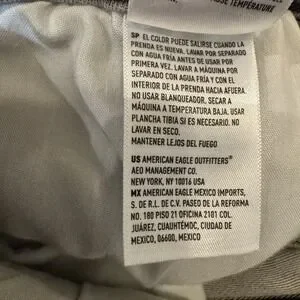 TEMPÉRATURE
SP EL COLOR PUEDE SALIRSE CUANDO LA
PRENDA ES NUEVA. LAVAR POR SEPARADO
CON AGUA FRÍA ANTES DE USAR POR
PRIMERA VEZ. LAVAR A MÁQUINA POR
SEPARADO CON AGUA FRÍA Y CON EL
INTERIOR DE LA PRENDA HACIA AFUERA.
NO USAR BLANQUEADOR. SECAR A
MÁQUINA A TEMPERATURA BAJA. USAR
PLANCHA TIBIA SI ES NECESARIO. NO
LAVAR EN SECO.
MANTENER LEJOS DEL FUEGO
US AMERICAN EAGLE OUTFITTERS®
AEO MANAGEMENT CO.
NEW YORK, NY 10016 USA
MX AMERICAN EAGLE MEXICO IMPORTS,
S. DE R.L. DE C.V. PASEO DE LA REFORMA
NO. 180 PISO 21 OFICINA 2181 COL.
JUÁREZ, CUAUHTÉMOC, CIUDAD DE
MEXICO, 06600, MEXICO